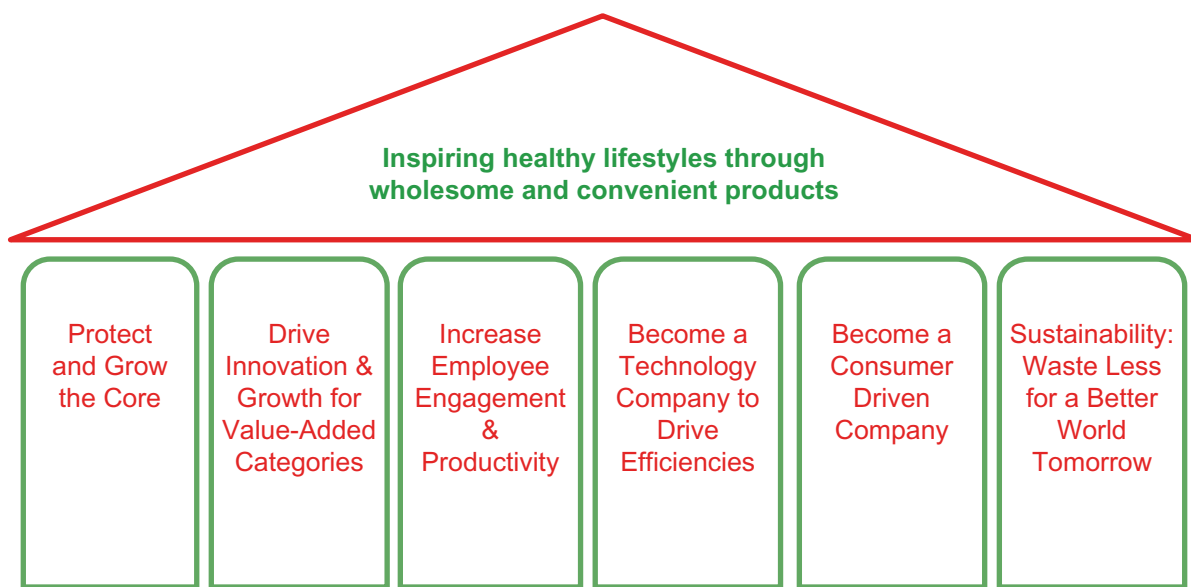 Inspiring healthy lifestyles through
wholesome and convenient products
Protect
and Grow
the Core
Drive
Innovation &
Growth for
Value-Added
Categories
Increase
Employee
Engagement
&
Productivity
Become a
Technology
Company to
Drive
Efficiencies
Become a
Consumer
Driven
Company
Sustainability:
Waste Less
for a Better
World
Tomorrow